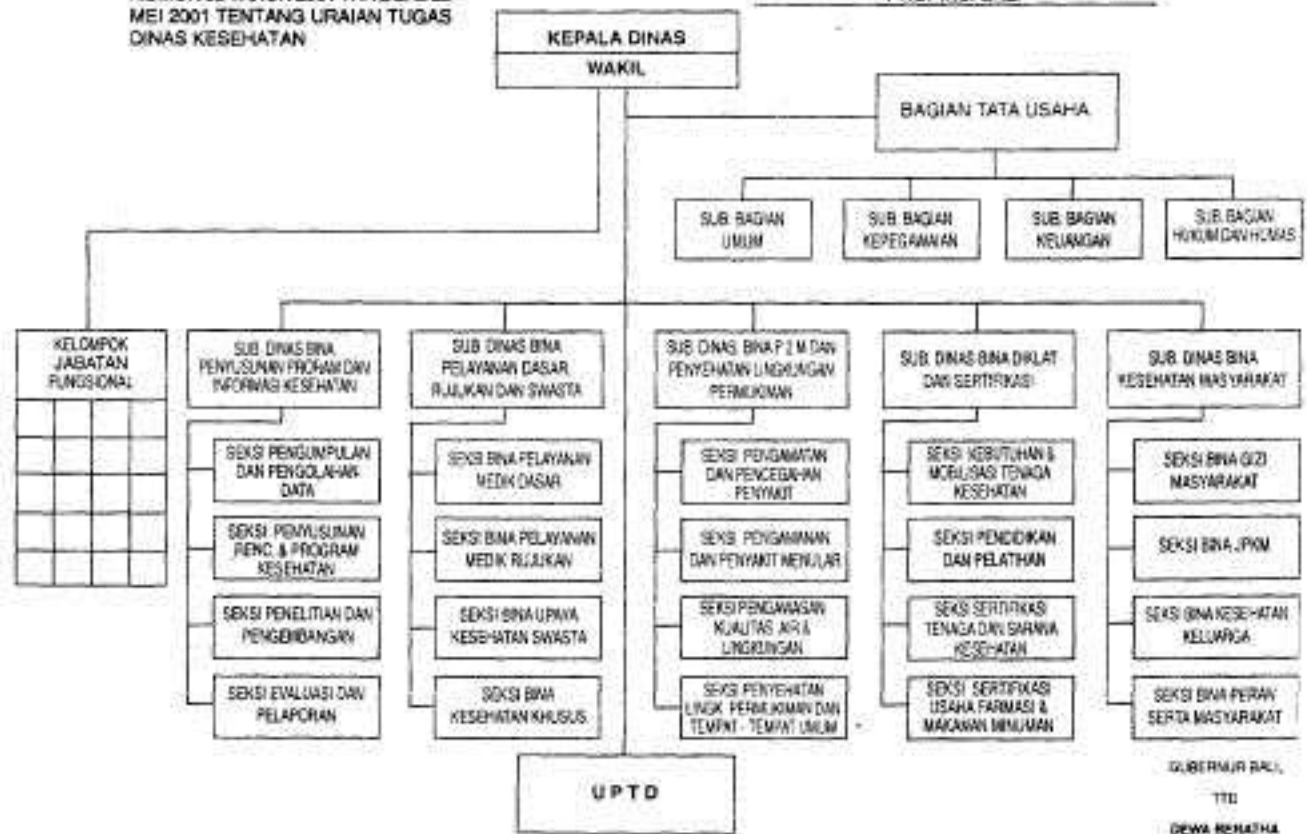 MEI 2001 TENTANG URAIAN TUGAS
DINAS KESEHATAN
KEPALA DINAS
WAKIL
BAGIAN TATA USAHA
SUB. BAGIAN
UMUM
SUB. BAGIAN
KEPEGAWAIAN
SUB. BAGIAN
KEUANGAN
SUB. BAGIAN
HUKUM DAN HUMAS
KELOMPOK
JABATAN
FUNGSIONAL
SUB. DINAS BINA
PENYUSUNAN PRORAM DAN
INFORMASI KESEHATAN
SUB. DINAS BINA
PELAYANAN DASAR
RUJUKAN DAN SWASTA
SUB. DINAS. BINA P 2 M DAN
PENYEHATAN LINGKUNGAN
PERMUKIMAN
SUB. DINAS BINA DIKLAT
DAN SERTIFIKASI
SUB. DINAS BINA
KESEHATAN MASYARAKAT
SEKSI PENGUMPULAN
DAN PENGOLAHAN
DATA
SEKSI PENYUSUNAN
RENC. & PROGRAM
KESEHATAN
SEKSI PENELITIAN DAN
PENGEMBANGAN
SEKSI EVALUASI DAN
PELAPORAN
SEKSI BINA PELAYANAN
MEDIK DASAR
SEKSI BINA PELAYANAN
MEDIK RUJUKAN
SEKSI BINA UPAYA
KESEHATAN SWASTA
SEKSI BINA
KESEHATAN KHUSUS
SEKSI PENGAMATAN
DAN PENCEGAHAN
PENYAKIT
SEKSI PENGAMANAN
DAN PENYAKIT MENULAR
SEKSI PENGAWASAN
KUALITAS AIR &
LINGKUNGAN
SEKSI PENYEHATAN
LINGK. PERMUKIMAN DAN
TEMPAT - TEMPAT UMUM
SEKSI KEBUTUHAN &
MOBILISASI TENAGA
KESEHATAN
SEKSI PENDIDIKAN
DAN PELATIHAN
SEKSI SERTIFIKASI
TENAGA DAN SARANA
KESEHATAN
SEKSI SERTIFIKASI
USAHA FARMASI &
MAKANAN MINUMAN
SEKSI BINA GIZI
MASYARAKAT
SEKSI BINA JPKM
SEKSI BINA KESEHATAN
KELUARGA
SEKSI BINA PERAN
SERTA MASYARAKAT
UPTD
GUBERNUR BALI,
TTD
DEWA BERATHA